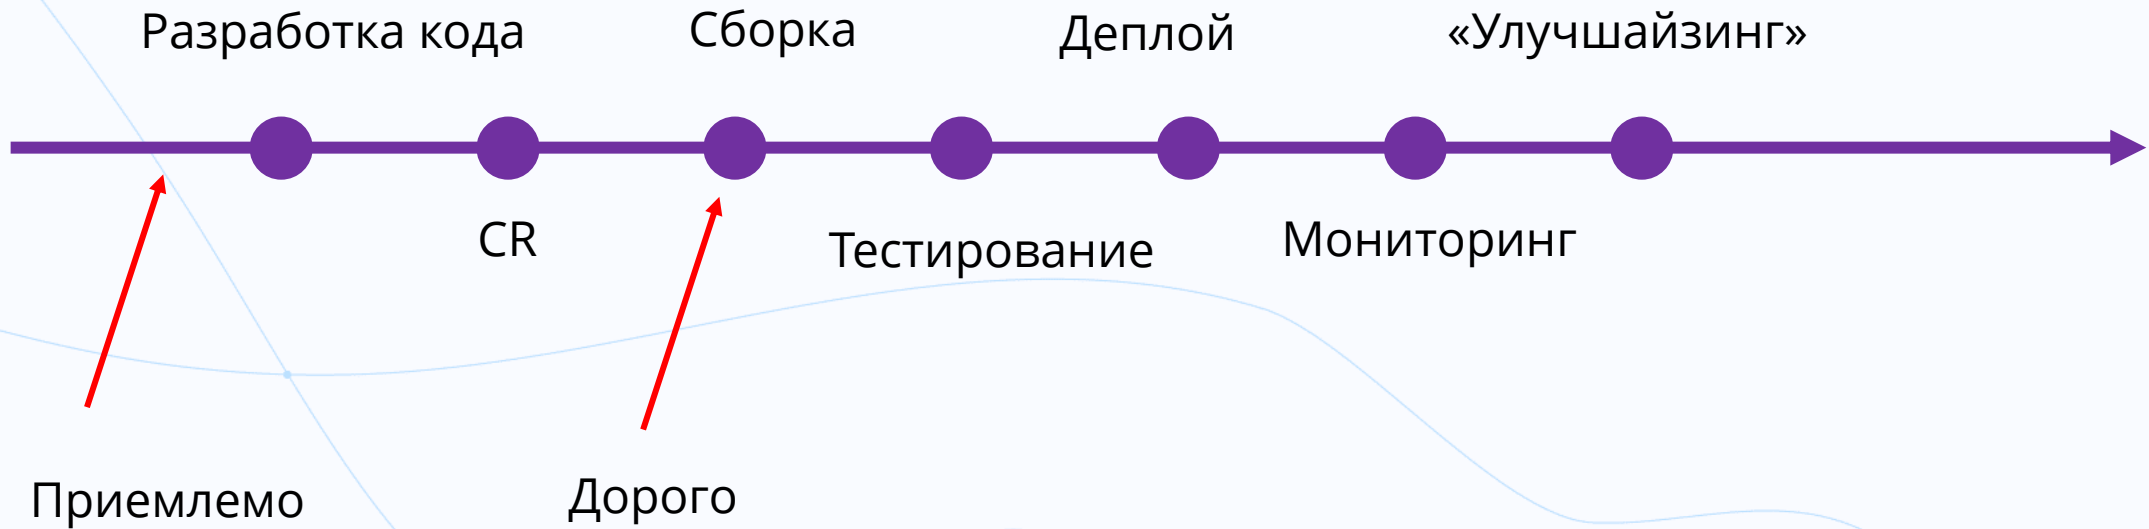 Разработка кода
Сборка
Деплой
«Улучшайзинг»
CR
Тестирование
Мониторинг
Приемлемо
Дорого